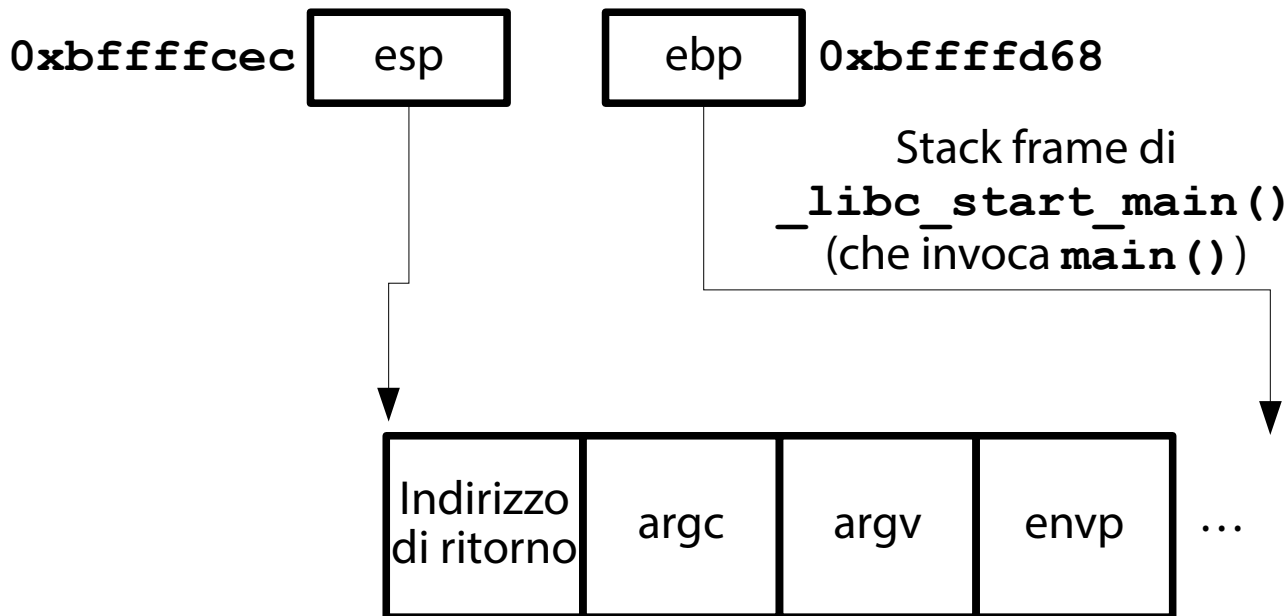 0xbffffcec esp ebp 0xbffffd68
Stack frame di
_libc_start_main()
(che invoca main())
Indirizzo
di ritorno argc argv envp ...